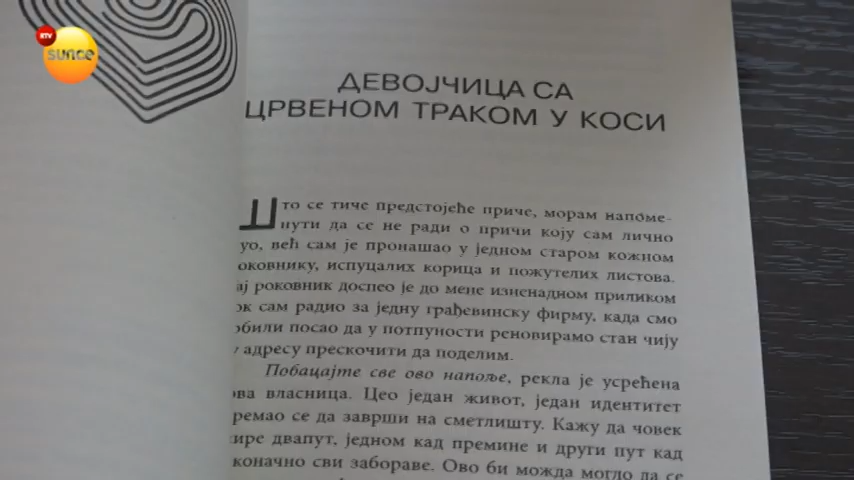 RTV
sunce
ДЕВОЈЧИЦА СА
ЦРВЕНОМ ТРАКОМ У КОСИ
Што се тиче предстојеће приче, морам напоме-
нути да се не ради о причи коју сам лично
уо, већ сам је пронашао у једном старом кожном
оковнику, испуцалих корица и пожутелих листова.
ај роковник доспео је до мене изненадном приликом
ок сам радио за једну грађевинску фирму, када смо
обили посао да у потпуности реновирамо стан чију
у адресу прескочити да поделим.
Побацајте све ово напоље, рекла је усрећена
ова власница. Цео један живот, један идентитет
ремао се да заврши на сметлишту. Кажу да човек
ире двапут, једном кад премине и други пут кад
коначно сви забораве. Ово би можда могло да се